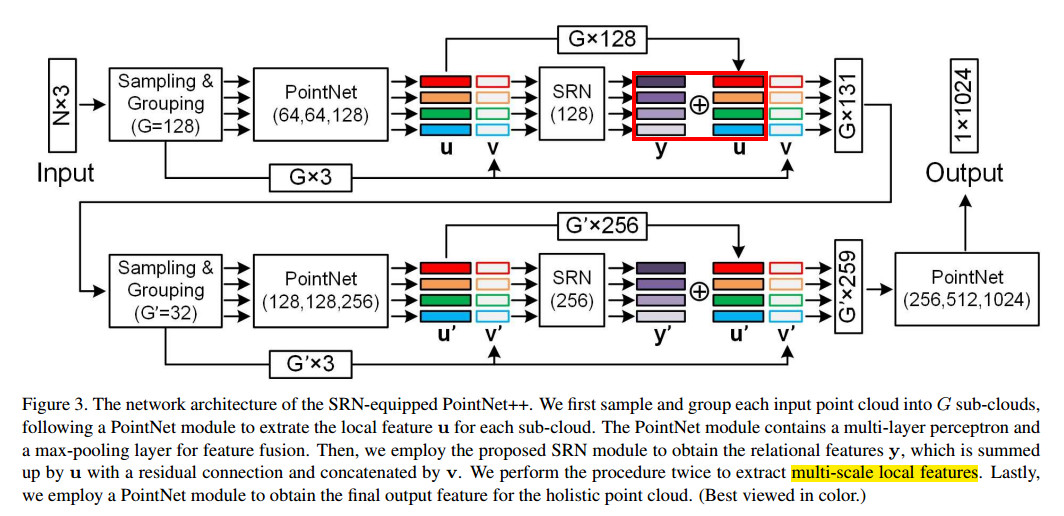 G×128
N×3
Sampling &
Grouping
(G=128)
PointNet
(64,64,128)
SRN
(128)
⊕
G×131
1×1024
u
v
y
u
v
Input
G×3
Output
G’×256
Sampling &
Grouping
(G’=32)
PointNet
(128,128,256)
SRN
(256)
⊕
G’×259
PointNet
(256,512,1024)
u’
v’
y’
u’
v’
G’×3
Figure 3. The network architecture of the SRN-equipped PointNet++. We first sample and group each input point cloud into G sub-clouds,
following a PointNet module to extrate the local feature u for each sub-cloud. The PointNet module contains a multi-layer perceptron and
a max-pooling layer for feature fusion. Then, we employ the proposed SRN module to obtain the relational features y, which is summed
up by u with a residual connection and concatenated by v. We perform the procedure twice to extract multi-scale local features. Lastly,
we employ a PointNet module to obtain the final output feature for the holistic point cloud. (Best viewed in color.)